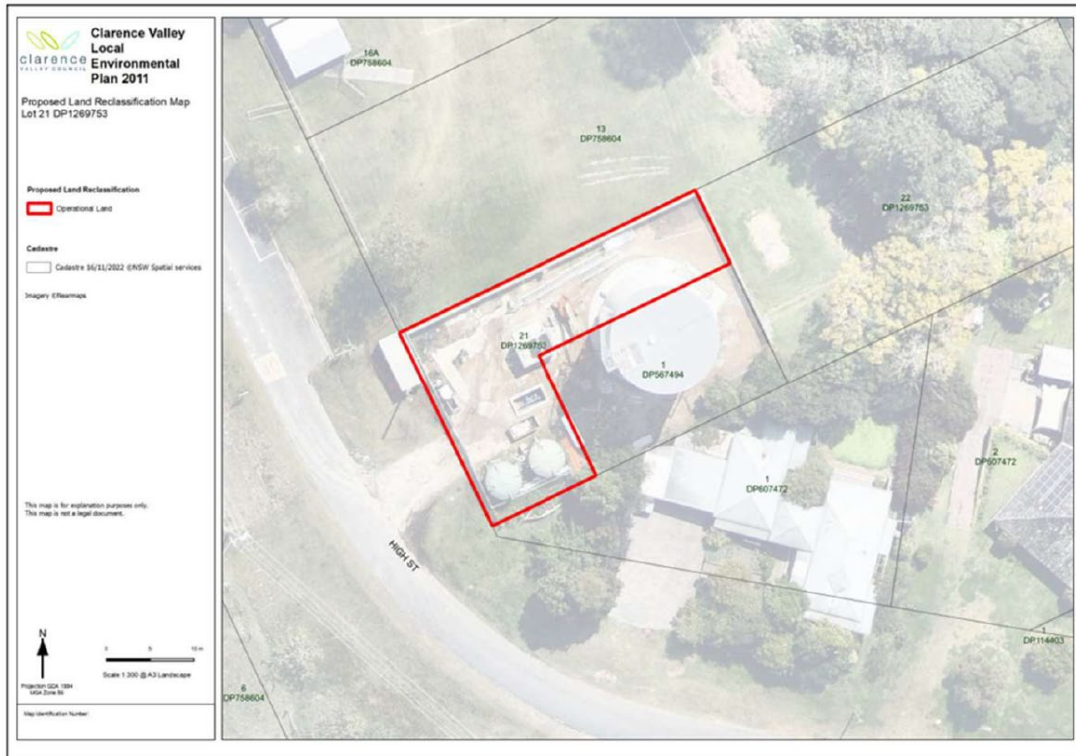 clarence
VALLEY COUNCIL
Clarence Valley
Local
Environmental
Plan 2011
Proposed Land Reclassification Map
Lot 21 DP1269753
Proposed Land Reclassification
Operational Land
Cadastre
Cadastre 16/11/2022 ©NSW Spatial services
Imagery ©Nearmaps
This map is for explanation purposes only.
This map is not a legal document.
N
0 5 10 m
Scale 1:300 @ A3 Landscape
Projection GDA 1994
MGA Zone 56
Map Identification Number:
16A
DP758604
13
DP758604
22
DP1269753
21
DP1269753
1
DP567494
1
DP607472
2
DP607472
HIGH ST
1
DP114403
6
DP758604